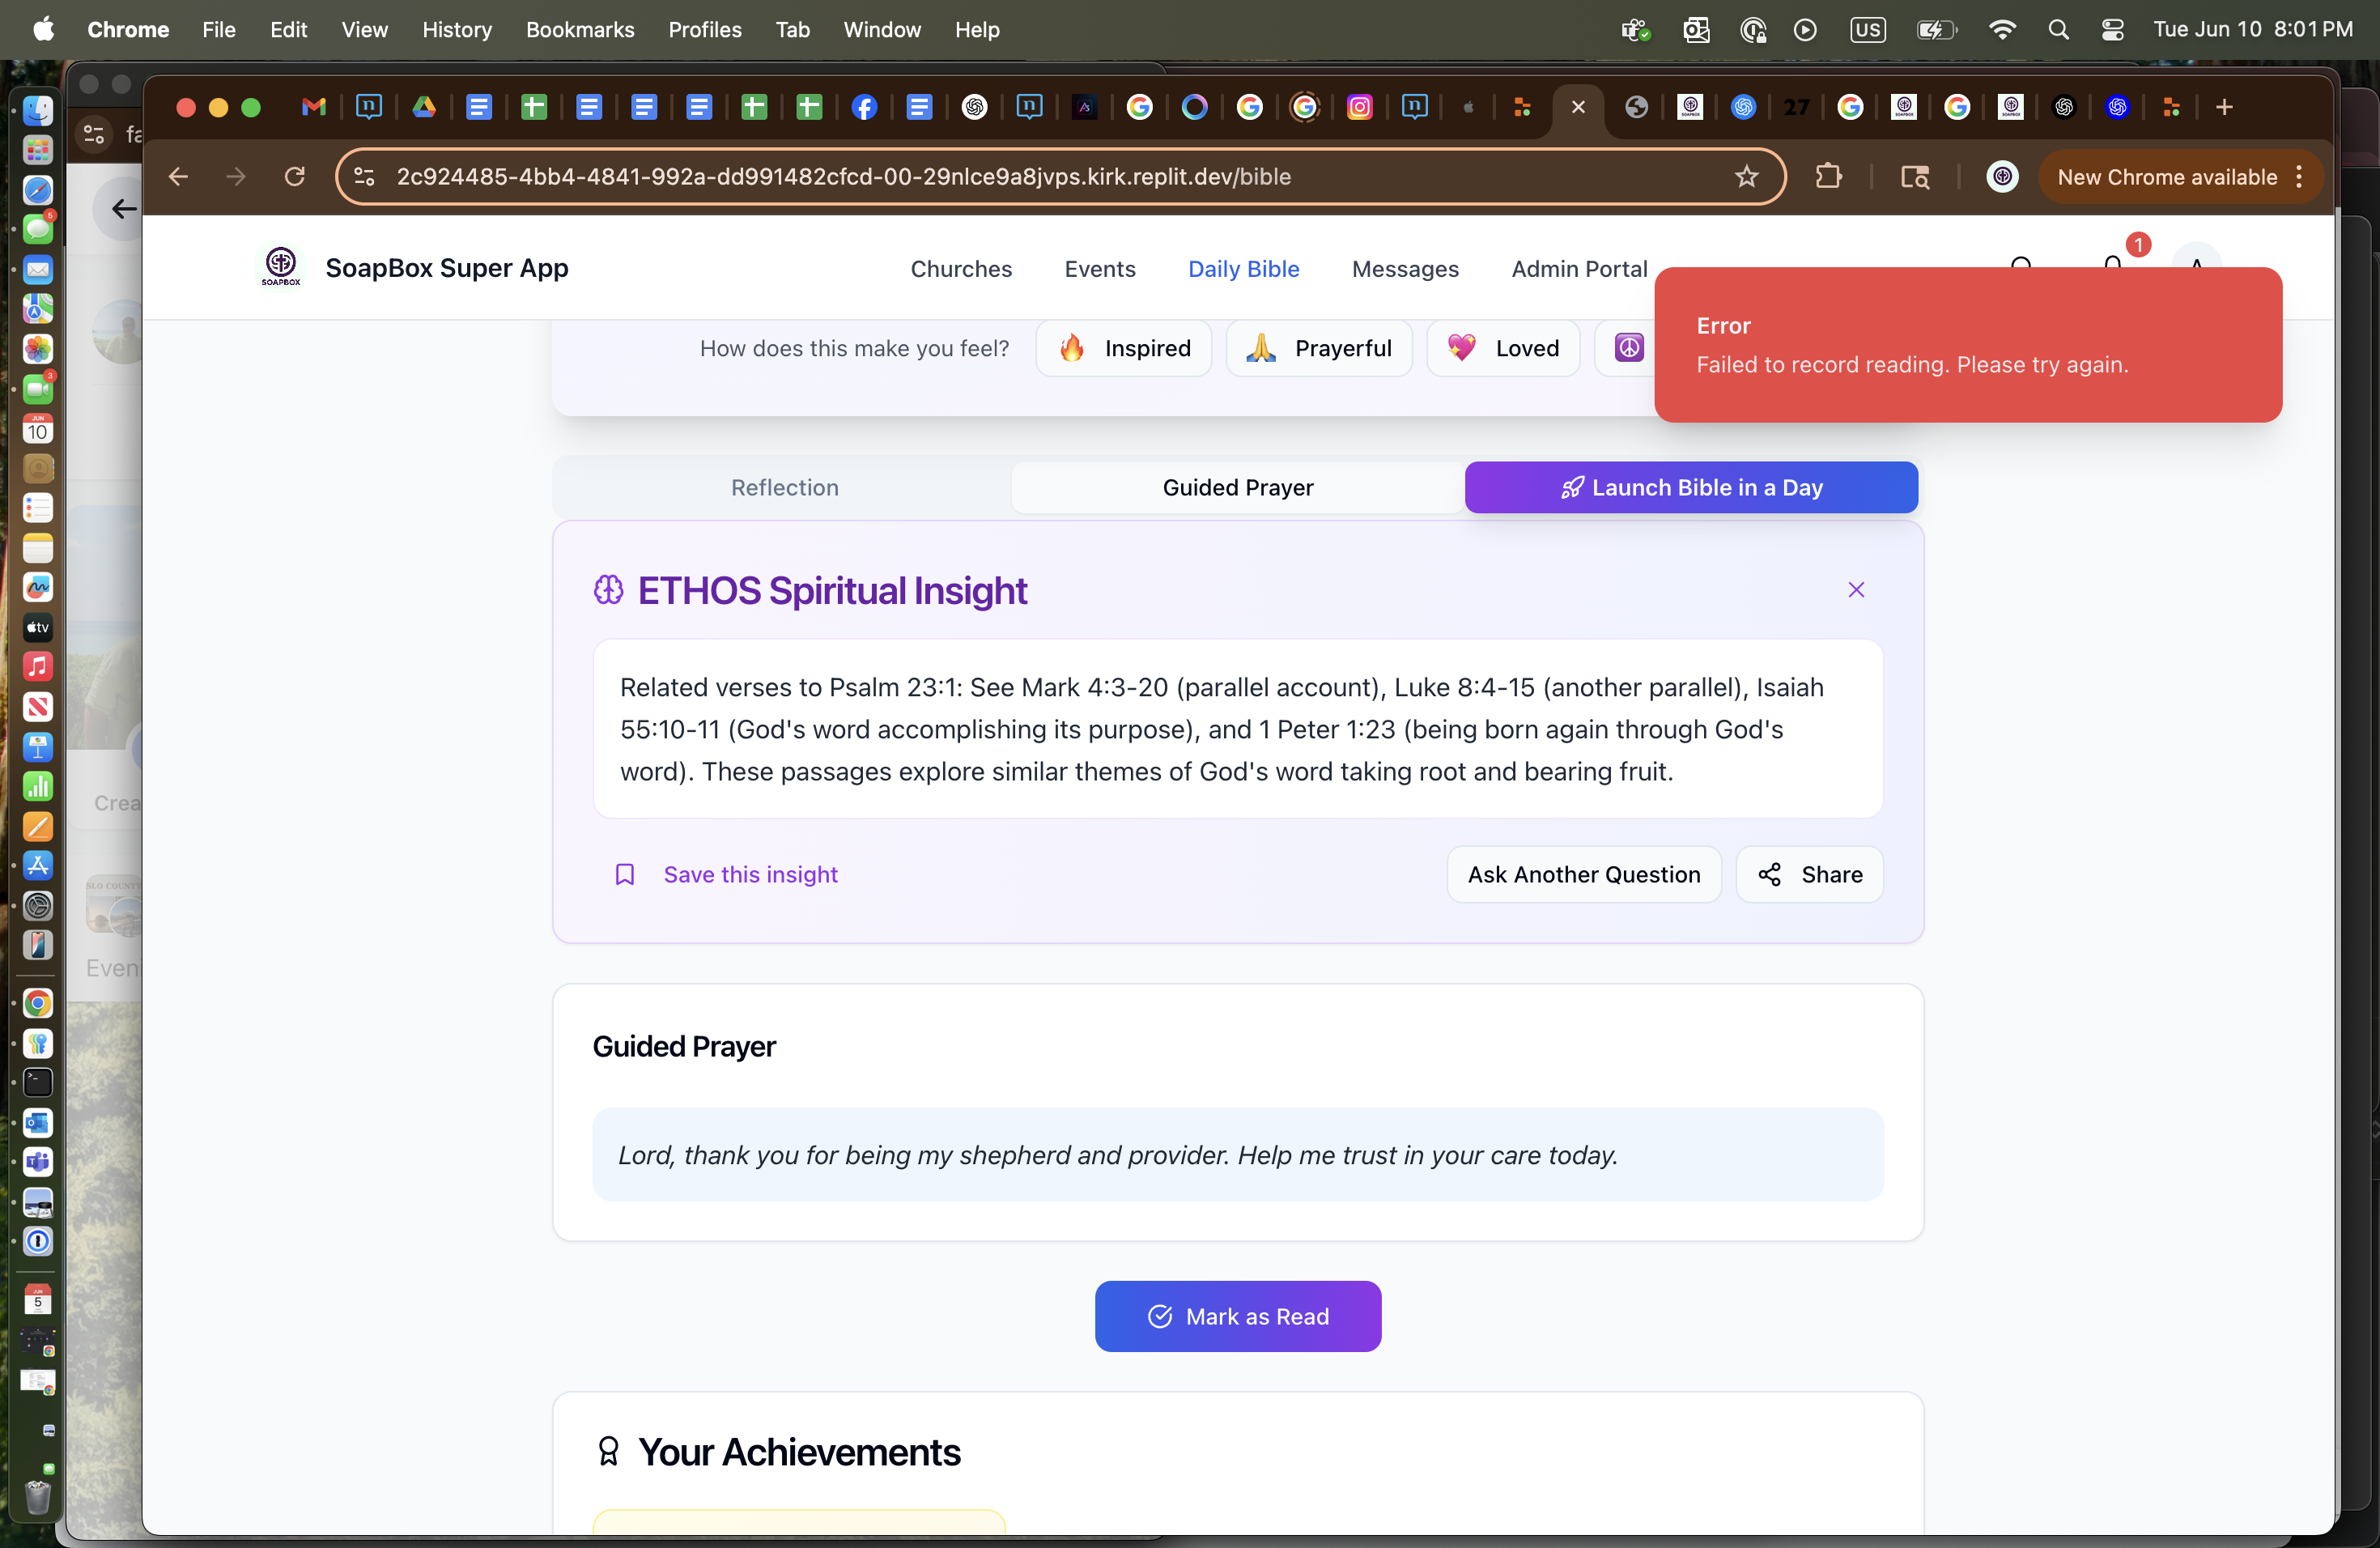 Chrome File Edit View History Bookmarks Profiles Tab Window Help US Tue Jun 10 8:01 PM
27
2c924485-4bb4-4841-992a-dd991482cfcd-00-29nlce9a8jvps.kirk.replit.dev/bible
New Chrome available
SOAPBOX
SoapBox Super App
Churches Events Daily Bible Messages Admin Portal
1
Error
Failed to record reading. Please try again.
How does this make you feel? Inspired Prayerful Loved
Reflection Guided Prayer Launch Bible in a Day
ETHOS Spiritual Insight
Related verses to Psalm 23:1: See Mark 4:3-20 (parallel account), Luke 8:4-15 (another parallel), Isaiah
55:10-11 (God's word accomplishing its purpose), and 1 Peter 1:23 (being born again through God's
word). These passages explore similar themes of God's word taking root and bearing fruit.
Save this insight Ask Another Question Share
Guided Prayer
Lord, thank you for being my shepherd and provider. Help me trust in your care today.
Mark as Read
Your Achievements
fa
Crea
SLO COUNTY
Even
5
3
JUN
10
tv
JUN
5